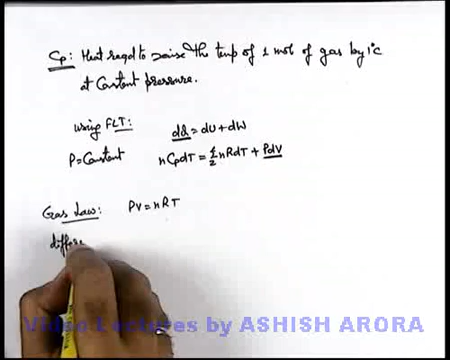 Cp: Heat reqd to raise the temp of 1 mol of gas by 1°C
at Constant pressure.
using FLT: dQ = dU + dW
P=Constant nCpdT = f/2 nRdT + PdV
Gas Law: PV = nRT
differe
Video Lectures by ASHISH ARORA